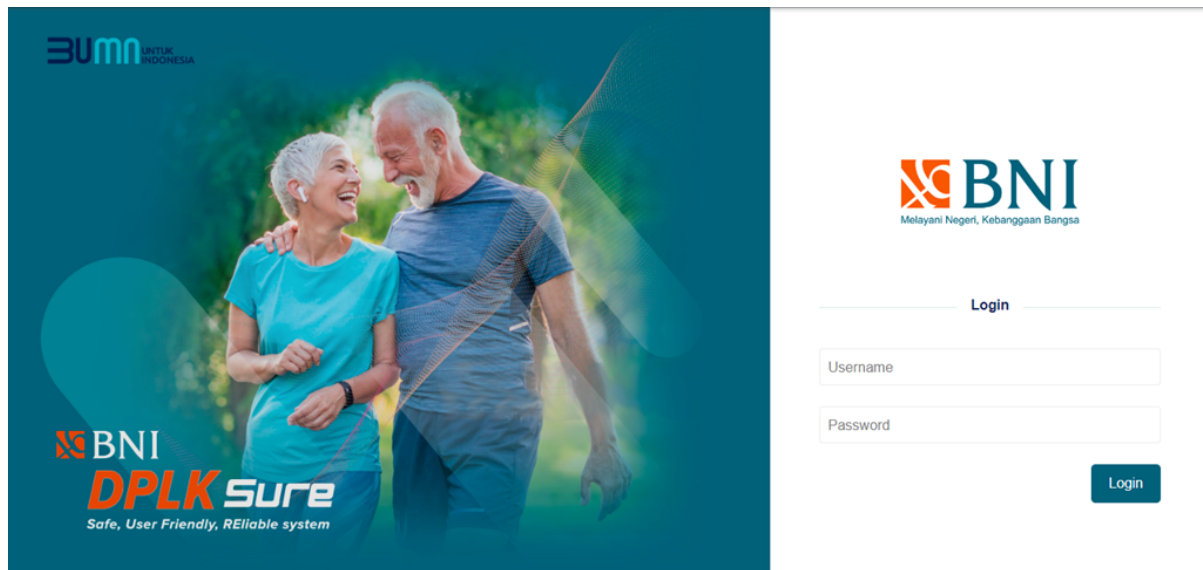 BUMN UNTUK
INDONESIA
BNI
DPLK Sure
Safe, User Friendly, REliable system
BNI
Melayani Negeri, Kebanggaan Bangsa
Login
Username
Password
Login